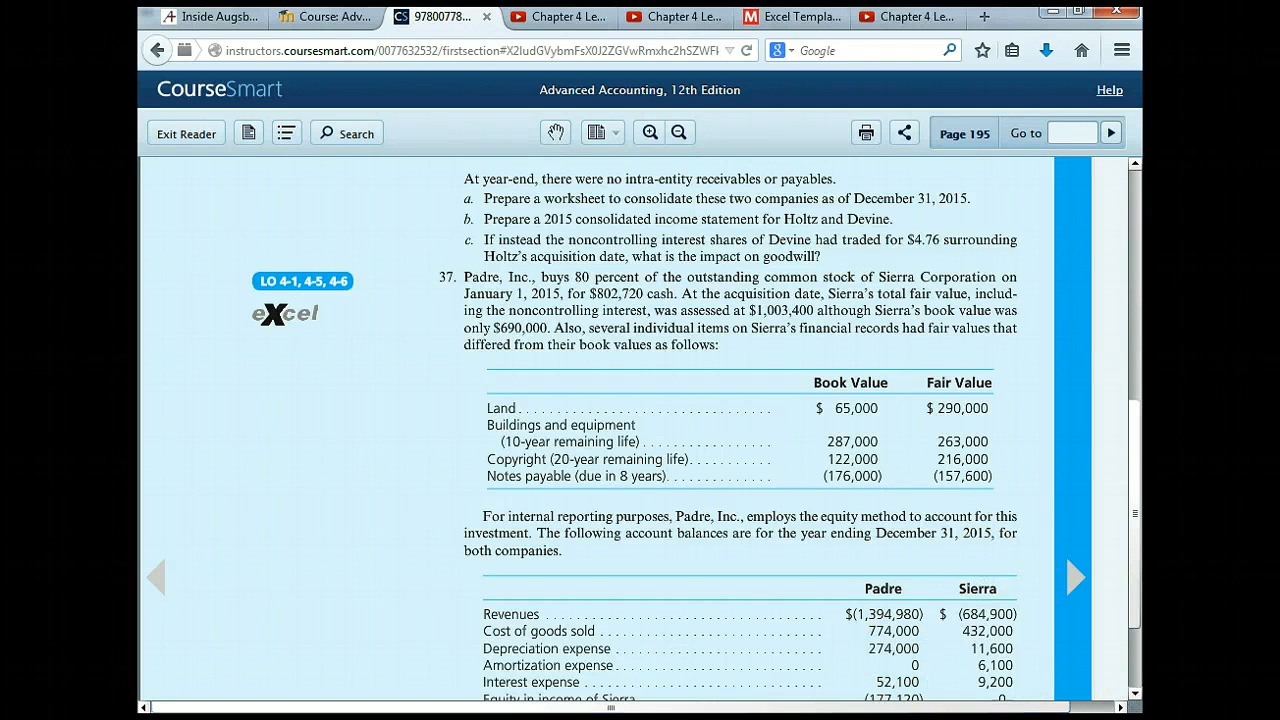 Inside Augsb...
Course: Adv...
CS 97800778...
Chapter 4 Le...
Chapter 4 Le...
Excel Templa...
Chapter 4 Le...
instructors.coursesmart.com/0077632532/firstsection#X2ludGVybmFsX0J2ZGVwRmxhc2hSZWFl
Google
CourseSmart
Advanced Accounting, 12th Edition
Help
Exit Reader
Search
Page 195
Go to
At year-end, there were no intra-entity receivables or payables.
a. Prepare a worksheet to consolidate these two companies as of December 31, 2015.
b. Prepare a 2015 consolidated income statement for Holtz and Devine.
c. If instead the noncontrolling interest shares of Devine had traded for $4.76 surrounding
Holtz's acquisition date, what is the impact on goodwill?
LO 4-1, 4-5, 4-6
eXcel
37. Padre, Inc., buys 80 percent of the outstanding common stock of Sierra Corporation on
January 1, 2015, for $802,720 cash. At the acquisition date, Sierra's total fair value, includ-
ing the noncontrolling interest, was assessed at $1,003,400 although Sierra's book value was
only $690,000. Also, several individual items on Sierra's financial records had fair values that
differed from their book values as follows:
Book Value Fair Value
Land . . . . . . . . . . . . . . . . . . . . . . . . . . . . . . . . . $ 65,000 $ 290,000
Buildings and equipment
(10-year remaining life) . . . . . . . . . . . . . . . . . 287,000 263,000
Copyright (20-year remaining life). . . . . . . . . . . 122,000 216,000
Notes payable (due in 8 years). . . . . . . . . . . . . . (176,000) (157,600)
For internal reporting purposes, Padre, Inc., employs the equity method to account for this
investment. The following account balances are for the year ending December 31, 2015, for
both companies.
Padre Sierra
Revenues . . . . . . . . . . . . . . . . . . . . . . . . . . . . . . . . . . . $(1,394,980) $ (684,900)
Cost of goods sold . . . . . . . . . . . . . . . . . . . . . . . . . . . 774,000 432,000
Depreciation expense . . . . . . . . . . . . . . . . . . . . . . . . . 274,000 11,600
Amortization expense . . . . . . . . . . . . . . . . . . . . . . . . . 0 6,100
Interest expense . . . . . . . . . . . . . . . . . . . . . . . . . . . . . 52,100 9,200
Equity in income of Sierra . . . . . . . . . . . . . . . . . . . . . (177,120) –0–